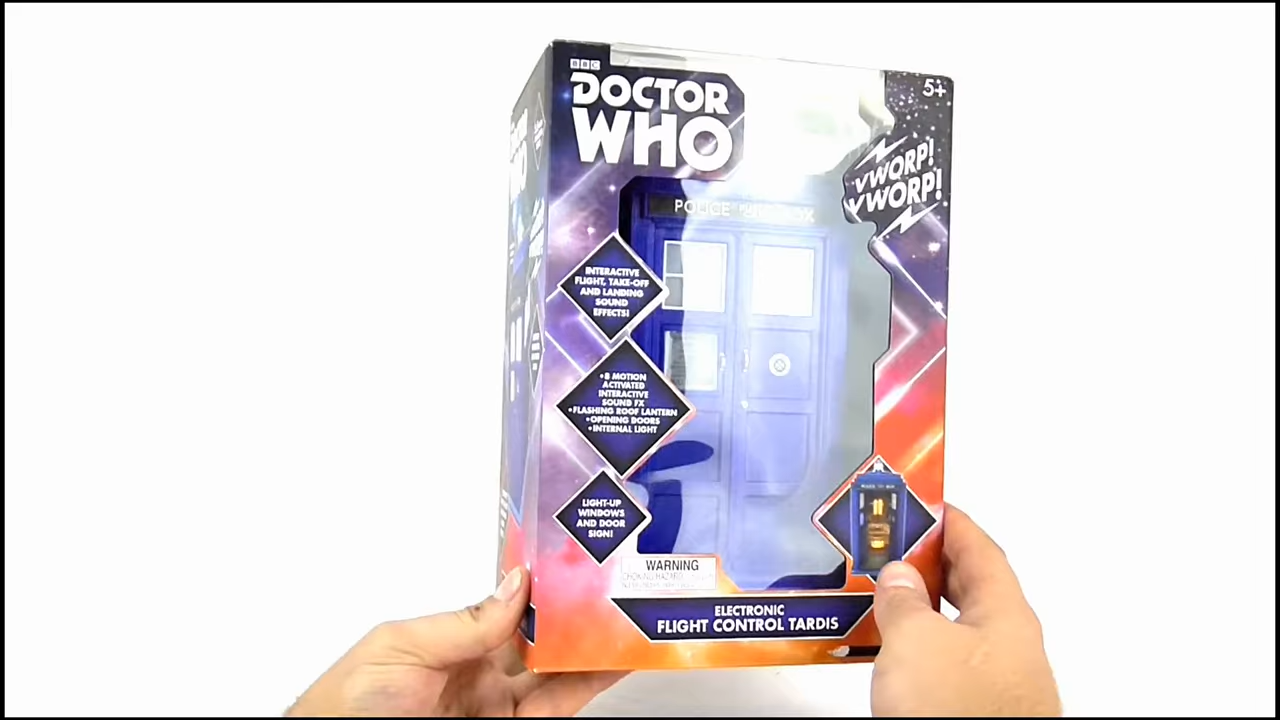 BBC
DOCTOR
WHO
5+
VWORP!
VWORP!
POLICE
INTERACTIVE
FLIGHT, TAKE-OFF
AND LANDING
SOUND
EFFECTS!
•8 MOTION
ACTIVATED
INTERACTIVE
SOUND FX
•FLASHING ROOF LANTERN
•OPENING DOORS
•INTERNAL LIGHT
LIGHT-UP
WINDOWS
AND DOOR
SIGN!
WARNING
CHOKING HAZARD
ELECTRONIC
FLIGHT CONTROL TARDIS
DOCTOR
WHO